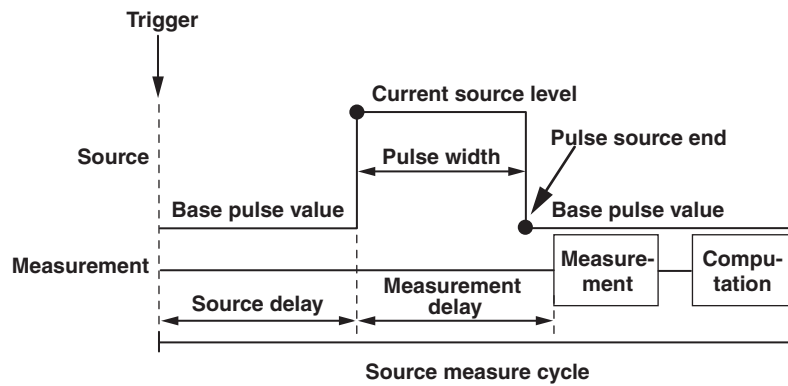 Trigger
Current source level
Pulse source end
Source
Pulse width
Base pulse value
Base pulse value
Measurement
Measure-
ment
Compu-
tation
Source delay
Measurement
delay
Source measure cycle